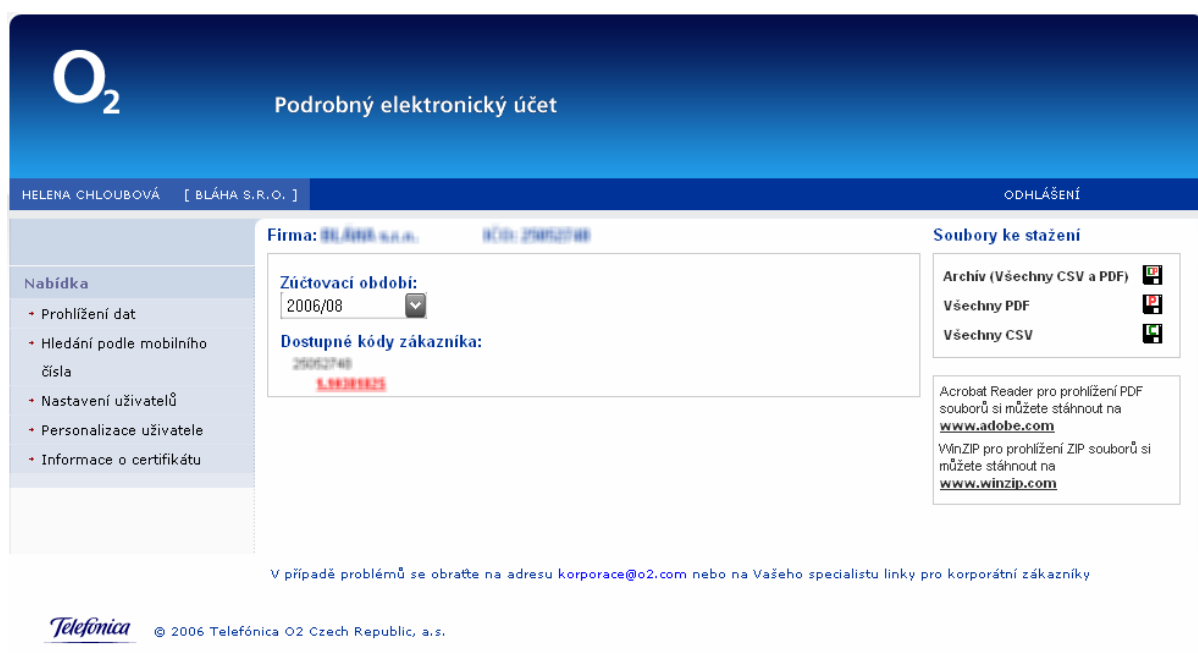 O2
Podrobný elektronický účet
HELENA CHLOUBOVÁ [ BLÁHA S.R.O. ]
ODHLÁŠENÍ
Nabídka
Prohlížení dat
Hledání podle mobilního
čísla
Nastavení uživatelů
Personalizace uživatele
Informace o certifikátu
Firma:
Zúčtovací období:
2006/08
Dostupné kódy zákazníka:
Soubory ke stažení
Archív (Všechny CSV a PDF)
Všechny PDF
Všechny CSV
Acrobat Reader pro prohlížení PDF
souborů si můžete stáhnout na
www.adobe.com
WinZIP pro prohlížení ZIP souborů si
můžete stáhnout na
www.winzip.com
V případě problémů se obraťte na adresu korporace@o2.com nebo na Vašeho specialistu linky pro korporátní zákazníky
Telefónica © 2006 Telefónica O2 Czech Republic, a.s.